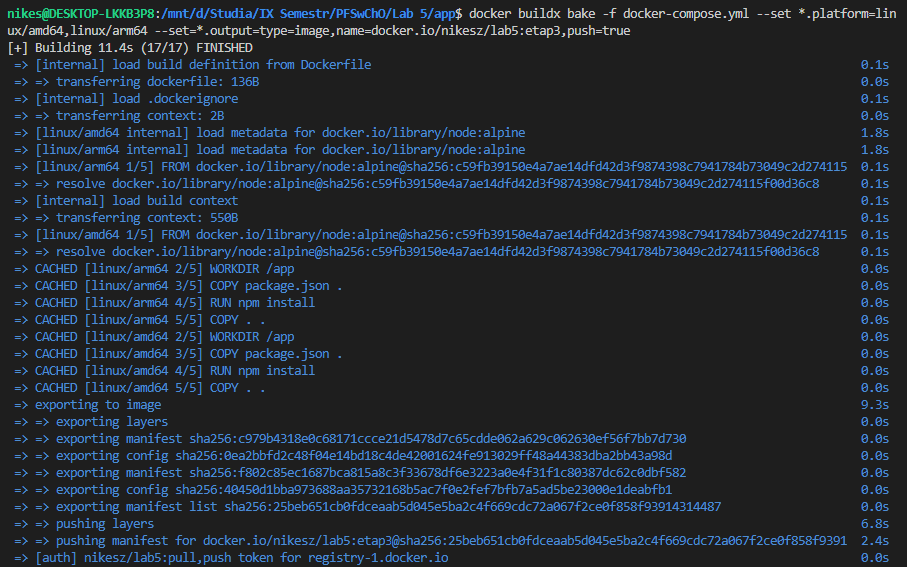 nikes@DESKTOP-LKKB3P8:/mnt/d/Studia/IX Semestr/PFSwChO/Lab 5/app$ docker buildx bake -f docker-compose.yml --set *.platform=lin
ux/amd64,linux/arm64 --set=*.output=type=image,name=docker.io/nikesz/lab5:etap3,push=true
[+] Building 11.4s (17/17) FINISHED
=> [internal] load build definition from Dockerfile 0.1s
=> => transferring dockerfile: 136B 0.0s
=> [internal] load .dockerignore 0.1s
=> => transferring context: 2B 0.0s
=> [linux/amd64 internal] load metadata for docker.io/library/node:alpine 1.8s
=> [linux/arm64 internal] load metadata for docker.io/library/node:alpine 1.8s
=> [linux/arm64 1/5] FROM docker.io/library/node:alpine@sha256:c59fb39150e4a7ae14dfd42d3f9874398c7941784b73049c2d274115 0.1s
=> => resolve docker.io/library/node:alpine@sha256:c59fb39150e4a7ae14dfd42d3f9874398c7941784b73049c2d274115f00d36c8 0.1s
=> [internal] load build context 0.1s
=> => transferring context: 550B 0.1s
=> [linux/amd64 1/5] FROM docker.io/library/node:alpine@sha256:c59fb39150e4a7ae14dfd42d3f9874398c7941784b73049c2d274115 0.1s
=> => resolve docker.io/library/node:alpine@sha256:c59fb39150e4a7ae14dfd42d3f9874398c7941784b73049c2d274115f00d36c8 0.1s
=> CACHED [linux/arm64 2/5] WORKDIR /app 0.0s
=> CACHED [linux/arm64 3/5] COPY package.json . 0.0s
=> CACHED [linux/arm64 4/5] RUN npm install 0.0s
=> CACHED [linux/arm64 5/5] COPY . . 0.0s
=> CACHED [linux/amd64 2/5] WORKDIR /app 0.0s
=> CACHED [linux/amd64 3/5] COPY package.json . 0.0s
=> CACHED [linux/amd64 4/5] RUN npm install 0.0s
=> CACHED [linux/amd64 5/5] COPY . . 0.0s
=> exporting to image 9.3s
=> => exporting layers 0.0s
=> => exporting manifest sha256:c979b4318e0c68171ccce21d5478d7c65cdde062a629c062630ef56f7bb7d730 0.0s
=> => exporting config sha256:0ea2bbfd2c48f04e14bd18c4de42001624fe913029ff48a44383dba2bb43a98d 0.0s
=> => exporting manifest sha256:f802c85ec1687bca815a8c3f33678df6e3223a0e4f31f1c80387dc62c0dbf582 0.0s
=> => exporting config sha256:40450d1bba973688aa35732168b5ac7f0e2fef7bfb7a5ad5be23000e1deabfb1 0.0s
=> => exporting manifest list sha256:25beb651cb0fdceaab5d045e5ba2c4f669cdc72a067f2ce0f858f93914314487 0.0s
=> => pushing layers 6.8s
=> => pushing manifest for docker.io/nikesz/lab5:etap3@sha256:25beb651cb0fdceaab5d045e5ba2c4f669cdc72a067f2ce0f858f9391 2.4s
=> [auth] nikesz/lab5:pull,push token for registry-1.docker.io 0.0s